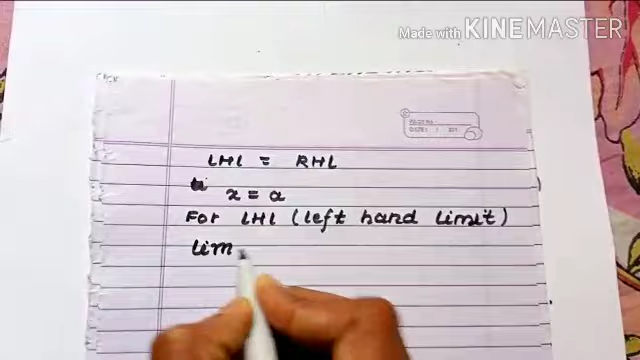 Made with KINEMASTER
LHL = RHL
x = a
For LHL (left hand limit)
lim